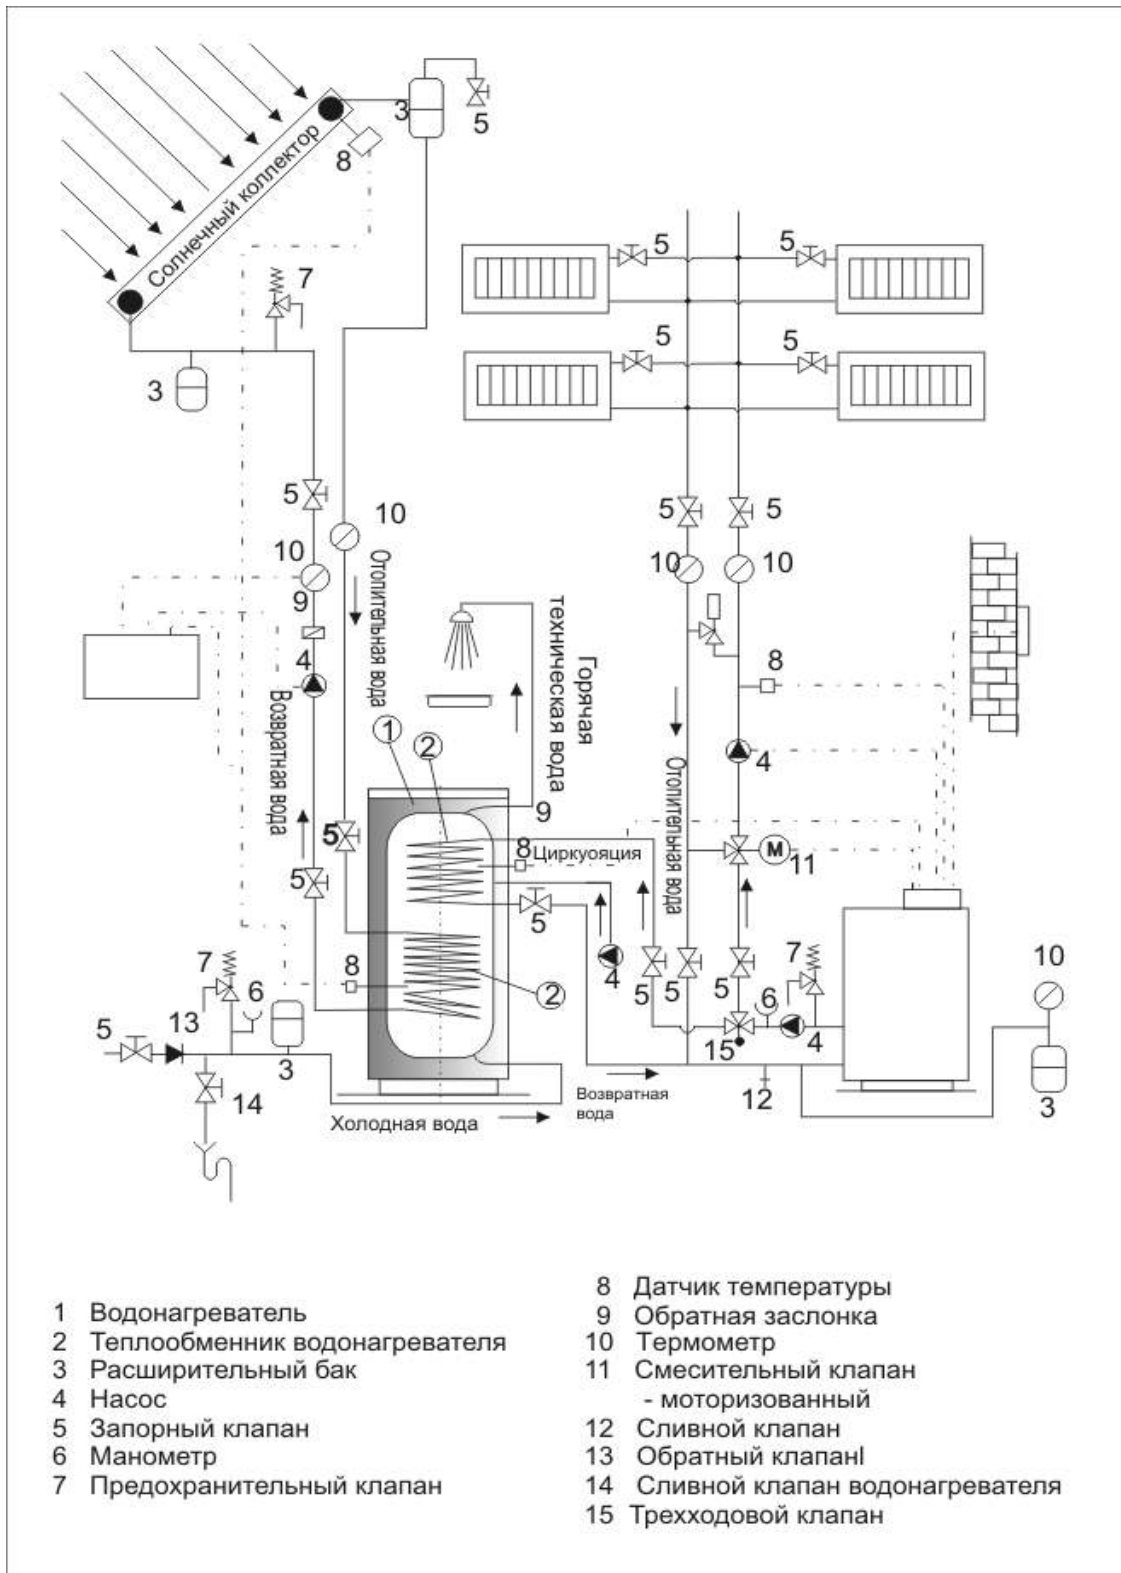 3
5
8
Солнечный коллектор
7
5
5
3
5
5
5
10
5
5
10
Отопительная вода
10
10
10
9
Горячая
техническая вода
4
8
Возвратная вода
1
2
4
Отопительная вода
9
5
8
Циркуояция
М
11
5
5
7
6
8
2
4
5
5
5
7
6
10
5
13
3
15
4
14
Возвратная
вода
12
3
Холодная вода
1 Водонагреватель
2 Теплообменник водонагревателя
3 Расширительный бак
4 Насос
5 Запорный клапан
6 Манометр
7 Предохранительный клапан
8 Датчик температуры
9 Обратная заслонка
10 Термометр
11 Смесительный клапан
- моторизованный
12 Сливной клапан
13 Обратный клапанl
14 Сливной клапан водонагревателя
15 Трехходовой клапан